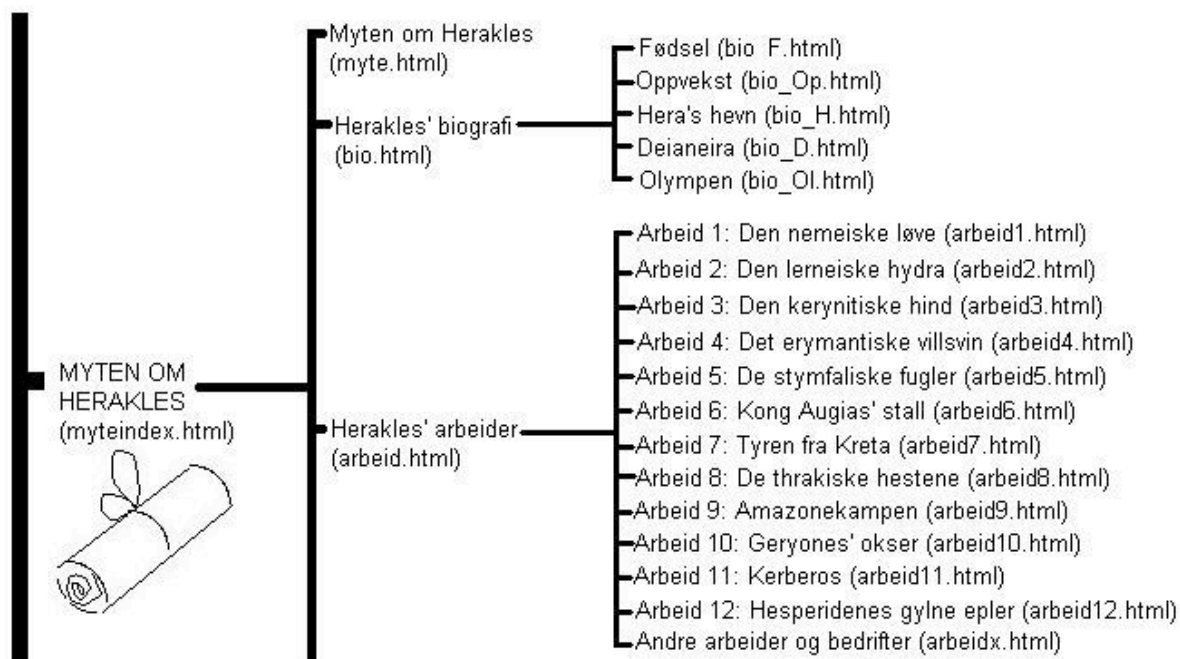 MYTEN OM
HERAKLES
(myteindex.html)
Myten om Herakles
(myte.html)
Herakles' biografi
(bio.html)
Fødsel (bio F.html)
Oppvekst (bio_Op.html)
Hera's hevn (bio_H.html)
Deianeira (bio_D.html)
Olympen (bio_Ol.html)
Herakles' arbeider
(arbeid.html)
Arbeid 1: Den nemeiske løve (arbeid1.html)
Arbeid 2: Den lerneiske hydra (arbeid2.html)
Arbeid 3: Den kerynitiske hind (arbeid3.html)
Arbeid 4: Det erymantiske villsvin (arbeid4.html)
Arbeid 5: De stymfaliske fugler (arbeid5.html)
Arbeid 6: Kong Augias' stall (arbeid6.html)
Arbeid 7: Tyren fra Kreta (arbeid7.html)
Arbeid 8: De thrakiske hestene (arbeid8.html)
Arbeid 9: Amazonekampen (arbeid9.html)
Arbeid 10: Geryones' okser (arbeid10.html)
Arbeid 11: Kerberos (arbeid11.html)
Arbeid 12: Hesperidenes gylne epler (arbeid12.html)
Andre arbeider og bedrifter (arbeidx.html)